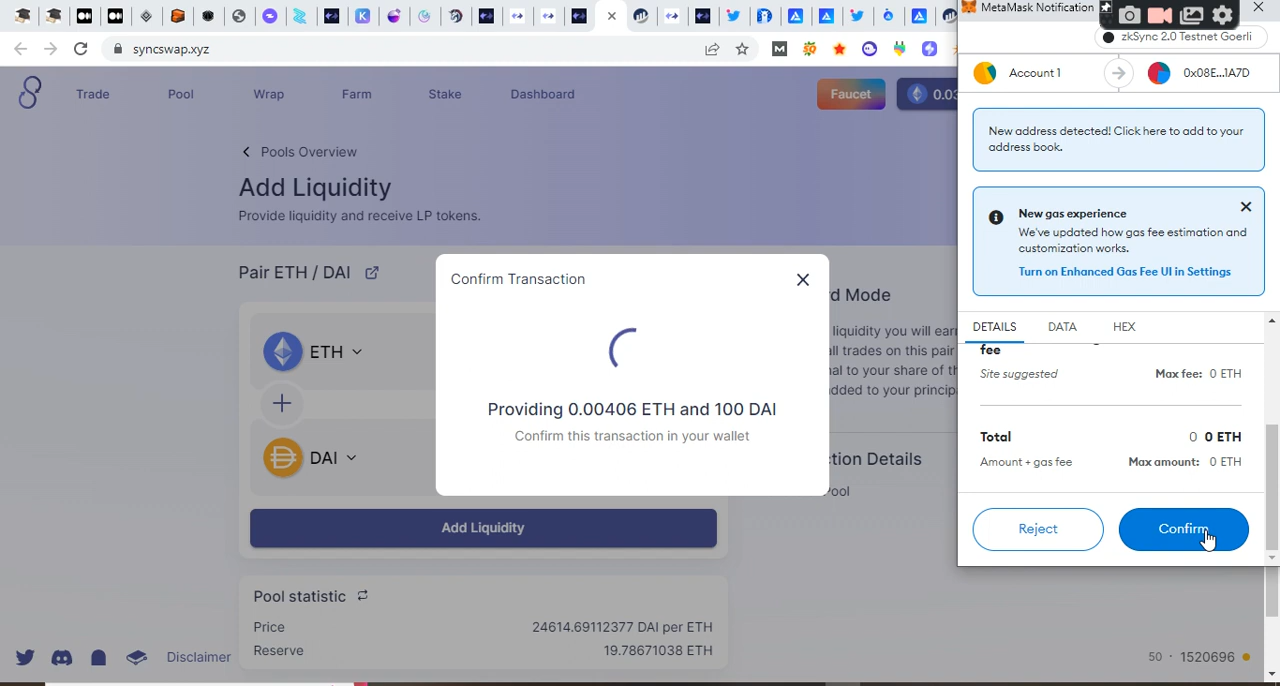 MetaMask Notification
syncswap.xyz
zkSync 2.0 Testnet Goerli
Account 1
0x08E...1A7D
Trade
Pool
Wrap
Farm
Stake
Dashboard
Faucet
0.03
New address detected! Click here to add to your
address book.
Pools Overview
Add Liquidity
Provide liquidity and receive LP tokens.
New gas experience
We've updated how gas fee estimation and
customization works.
Turn on Enhanced Gas Fee UI in Settings
Pair ETH / DAI
Confirm Transaction
d Mode
DETAILS
DATA
HEX
liquidity you will earn
all trades on this pair
nal to your share of th
added to your principa
fee
Site suggested
Max fee: 0 ETH
ETH
Providing 0.00406 ETH and 100 DAI
Confirm this transaction in your wallet
Total
0 0 ETH
Amount + gas fee
Max amount: 0 ETH
DAI
ction Details
Pool
Add Liquidity
Reject
Confirm
Pool statistic
Price
24614.69112377 DAI per ETH
Reserve
19.78671038 ETH
Disclaimer
50 · 1520696